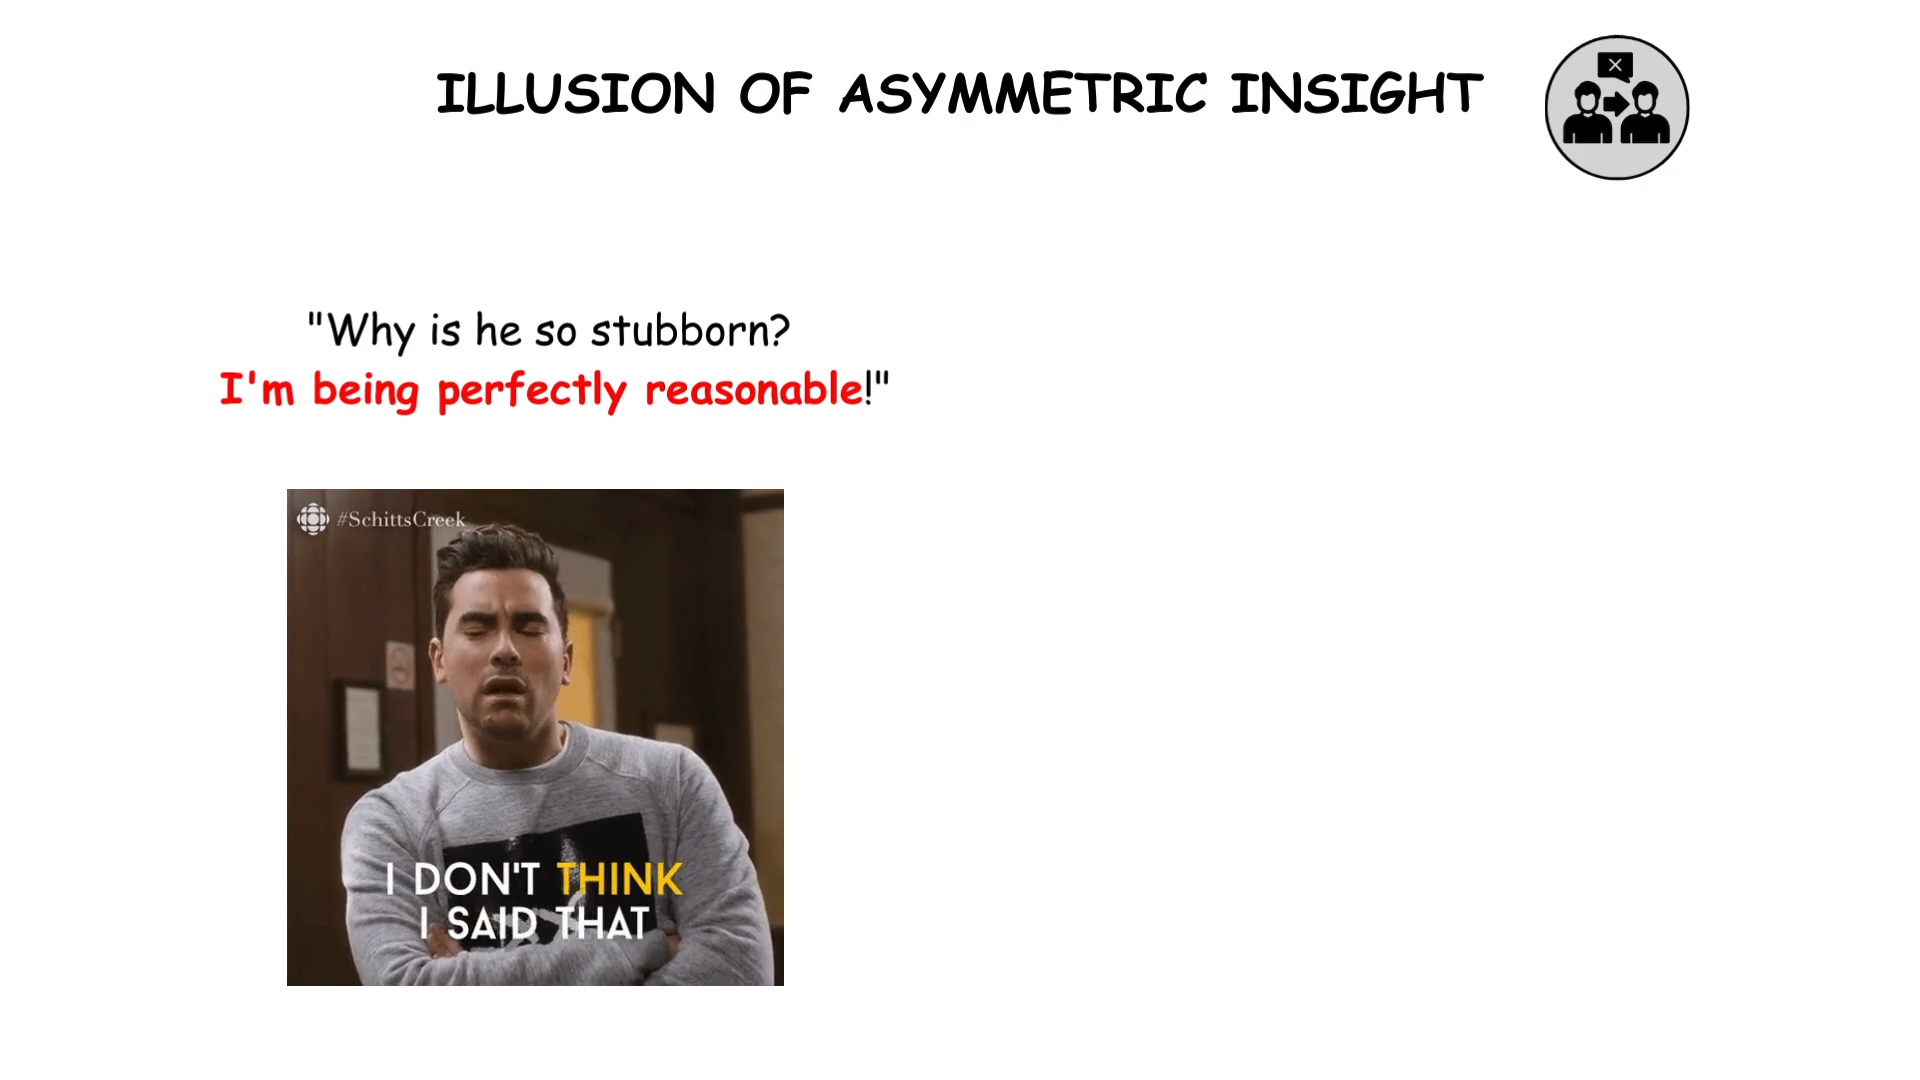 ILLUSION OF ASYMMETRIC INSIGHT
"Why is he so stubborn?
I'm being perfectly reasonable!"
#SchittsCreek
I DON'T THINK
I SAID THAT